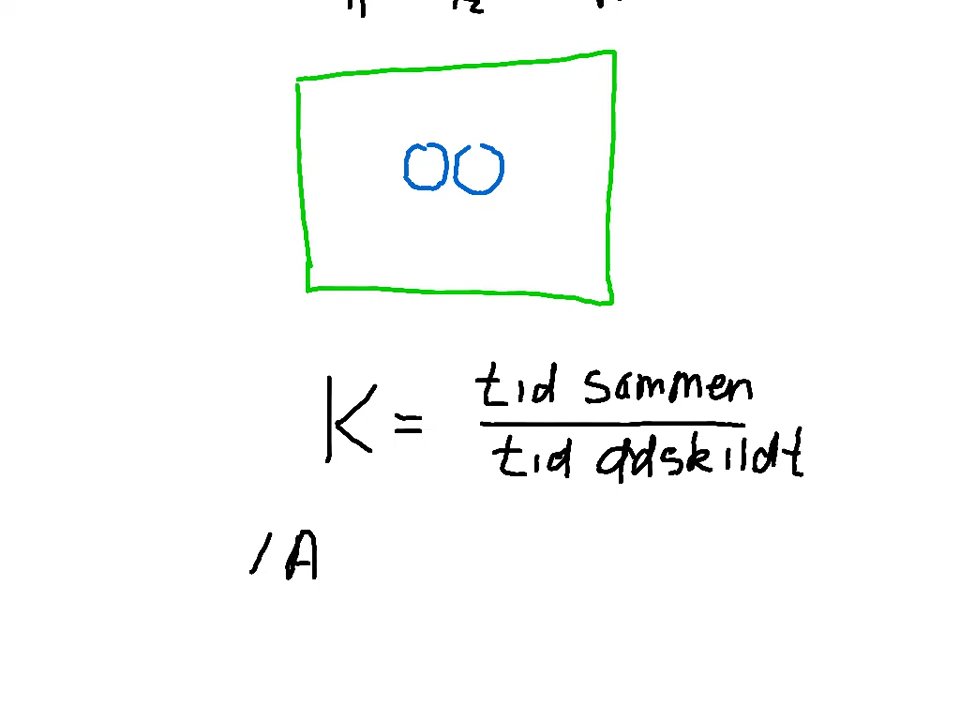 K = tid sammen
tid adskildt
/ A